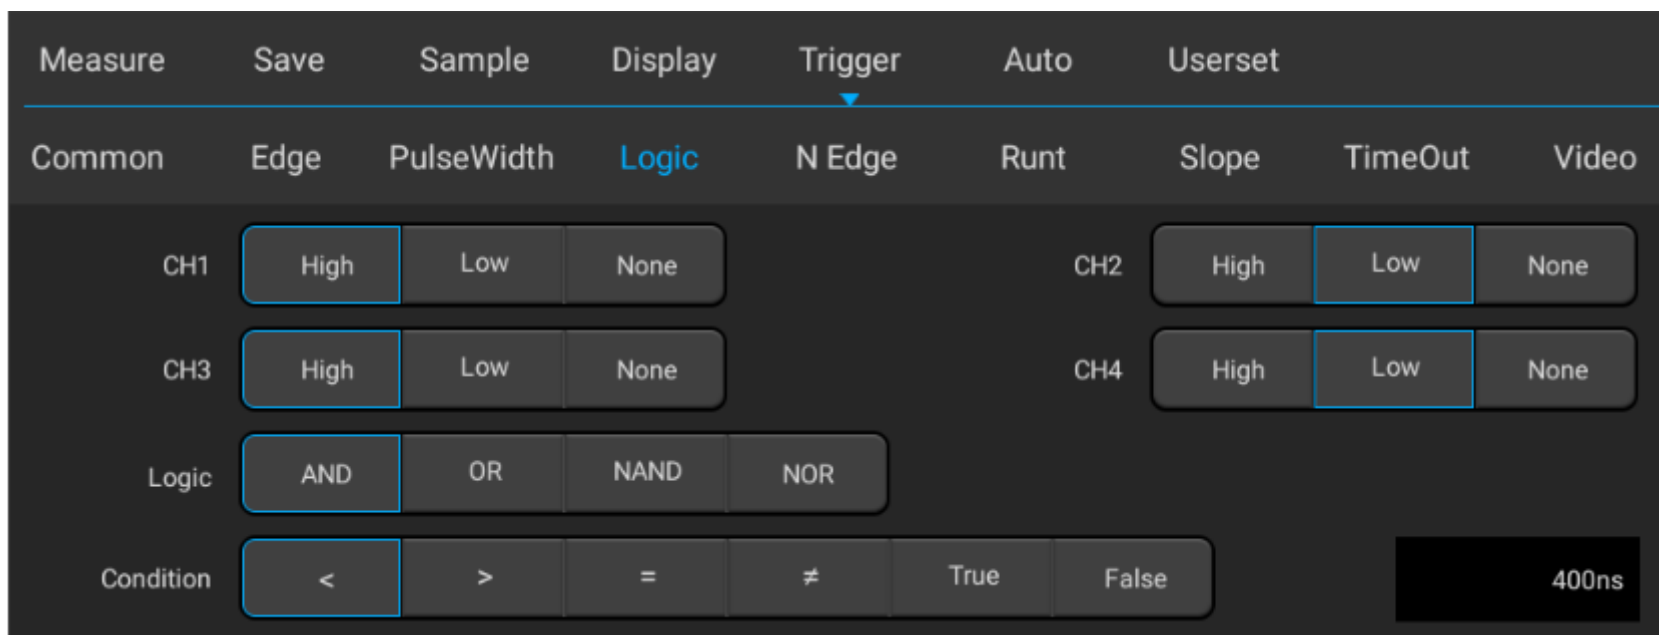 Measure Save Sample Display Trigger Auto Userset
Common Edge PulseWidth Logic N Edge Runt Slope TimeOut Video
CH1 High Low None CH2 High Low None
CH3 High Low None CH4 High Low None
Logic AND OR NAND NOR
Condition < > = ≠ True False 400ns